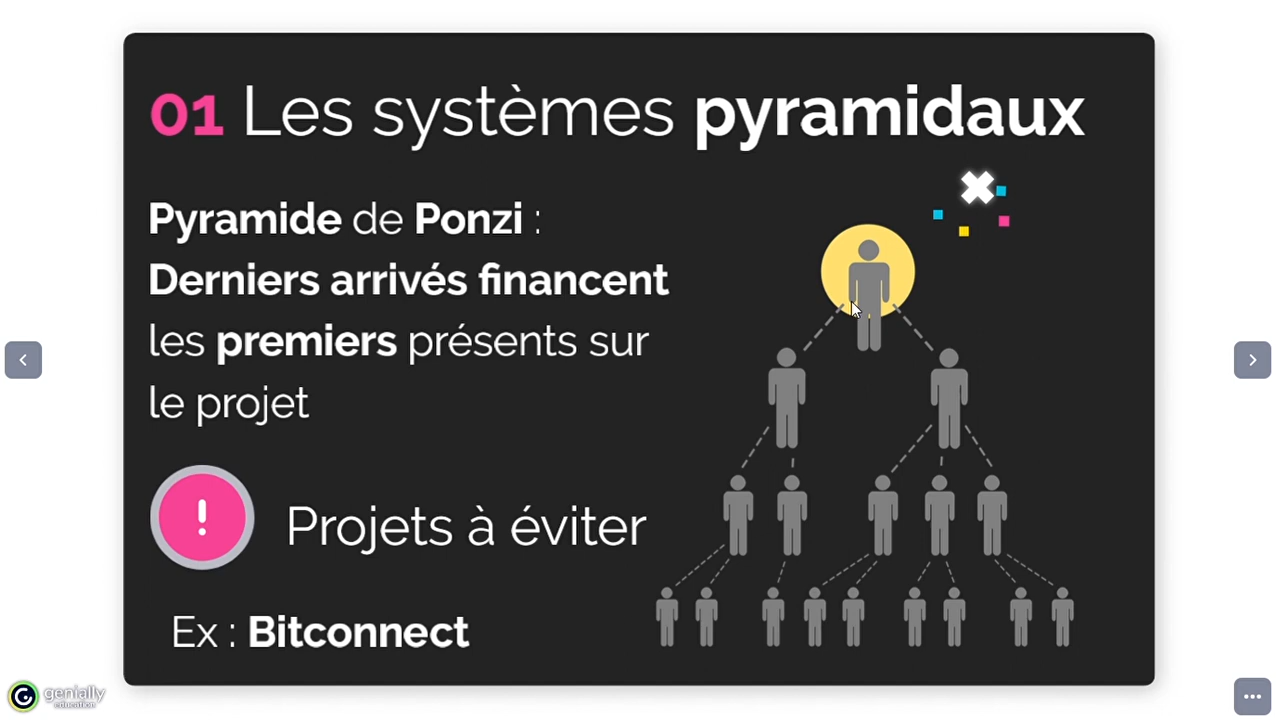 01 Les systèmes pyramidaux
Pyramide de Ponzi :
Derniers arrivés financent
les premiers présents sur
le projet
!
Projets à éviter
Ex : Bitconnect
genially
education